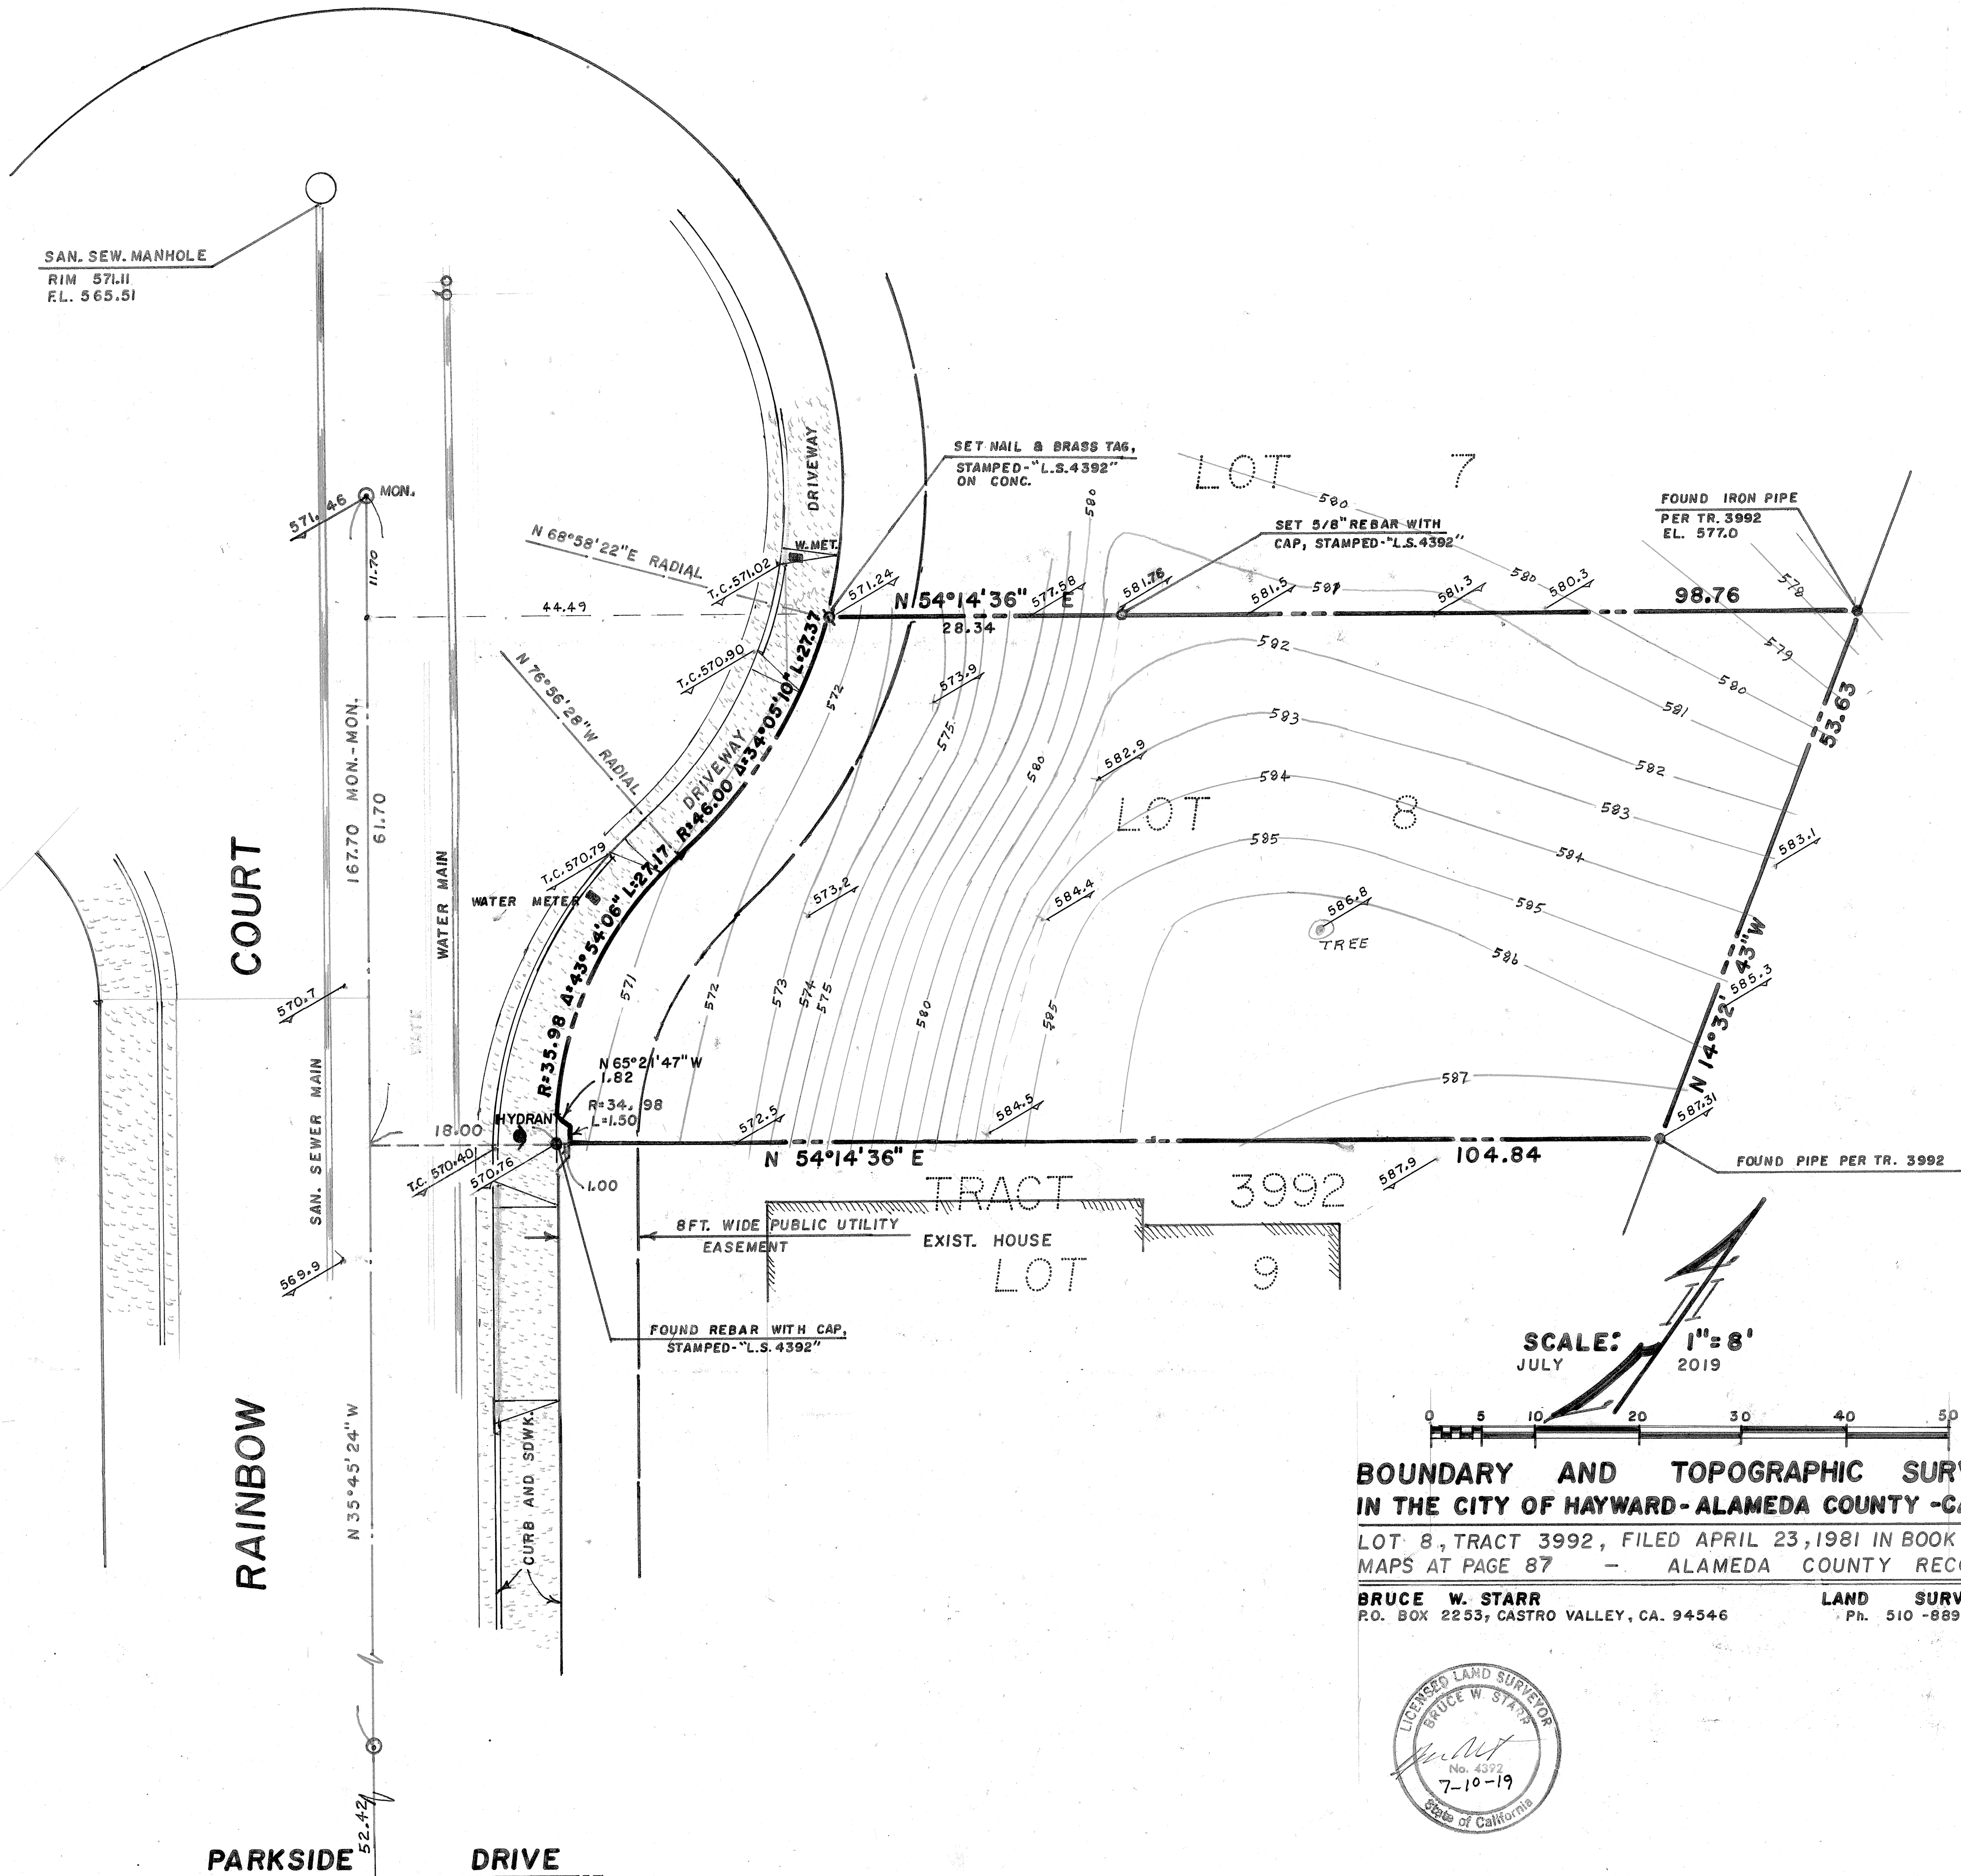 SAN. SEW. MANHOLE
RIM 571.11
F.L. 565.51
571.46
MON.
11.70
44.49
N 68°58'22"E RADIAL
T.C. 571.02
W.MET.
DRIVEWAY
571.24
SET NAIL & BRASS TAG,
STAMPED-"L.S.4392"
ON CONC.
LOT 7
580
580
SET 5/8" REBAR WITH
CAP, STAMPED-"L.S.4392"
FOUND IRON PIPE
PER TR. 3992
EL. 577.0
N 54°14'36" E
28.34
577.58
581.76
581.5
581
581.3
580
580.3
98.76
578
579
580
581
582
582
583
583
584
584
585
585
586
587
T.C. 570.90
N 76°56'28"W RADIAL
DRIVEWAY
R=46.00 Δ=34°05'10" L=27.37
572
573.9
575
580
582.9
LOT 8
53.63
583.1
N 14°32'43"W
585.3
587.31
T.C. 570.79
WATER METER
R=35.98 Δ=43°54'06" L=27.17
573.2
584.4
586.8
TREE
571
572
573
574
575
580
585
N 65°21'47"W
1.82
R=34.98
L=1.50
HYDRAN
18.00
T.C. 570.40
570.76
1.00
572.5
584.5
N 54°14'36" E
104.84
587.9
FOUND PIPE PER TR. 3992
TRACT 3992
8FT. WIDE PUBLIC UTILITY
EASEMENT
EXIST. HOUSE
LOT 9
FOUND REBAR WITH CAP,
STAMPED-"L.S. 4392"
167.70 MON.-MON.
61.70
WATER MAIN
SAN. SEWER MAIN
570.7
569.9
RAINBOW COURT
N 35°45'24"W
CURB AND SDWK.
52.42
PARKSIDE DRIVE
SCALE: 1"=8'
JULY 2019
0 5 10 20 30 40 50
BOUNDARY AND TOPOGRAPHIC SURV
IN THE CITY OF HAYWARD-ALAMEDA COUNTY-CA
LOT 8, TRACT 3992, FILED APRIL 23, 1981 IN BOOK
MAPS AT PAGE 87 - ALAMEDA COUNTY RECO
BRUCE W. STARR LAND SURV
P.O. BOX 2253, CASTRO VALLEY, CA. 94546 Ph. 510-889
LICENSED LAND SURVEYOR
BRUCE W. STARR
No. 4392
7-10-19
State of California